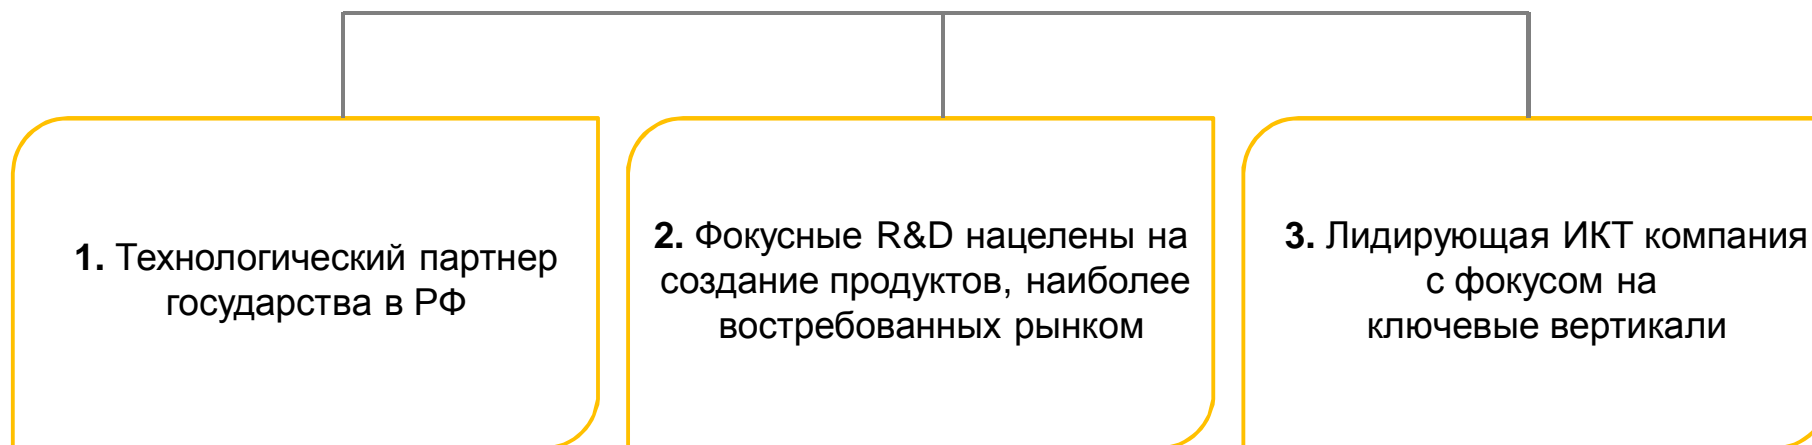 1. Технологический партнер
государства в РФ
2. Фокусные R&D нацелены на
создание продуктов, наиболее
востребованных рынком
3. Лидирующая ИКТ компания
с фокусом на
ключевые вертикали